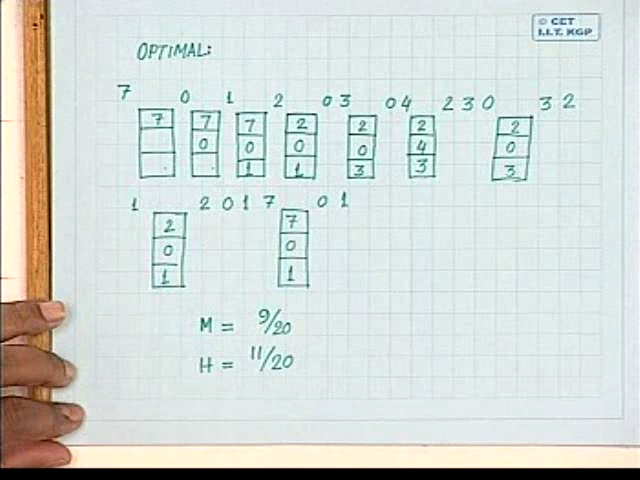 © CET
I.I.T. KGP
OPTIMAL:
7 0 1 2 0 3 0 4 2 3 0 3 2
7 7 7 2 2 2 2
0 0 0 0 4 0
1 1 3 3 3
1 2 0 1 7 0 1
2 7
0 0
1 1
M = 9/20
H = 11/20